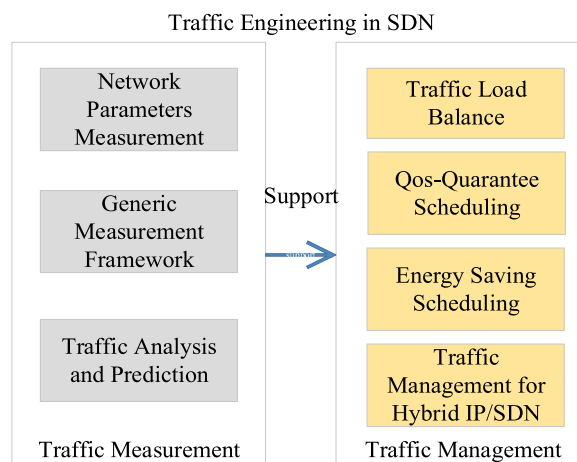 Traffic Engineering in SDN
Network
Parameters
Measurement
Generic
Measurement
Framework
Traffic Analysis
and Prediction
Traffic Measurement
Support
support
Traffic Load
Balance
Qos-Quarantee
Scheduling
Energy Saving
Scheduling
Traffic
Management for
Hybrid IP/SDN
Traffic Management